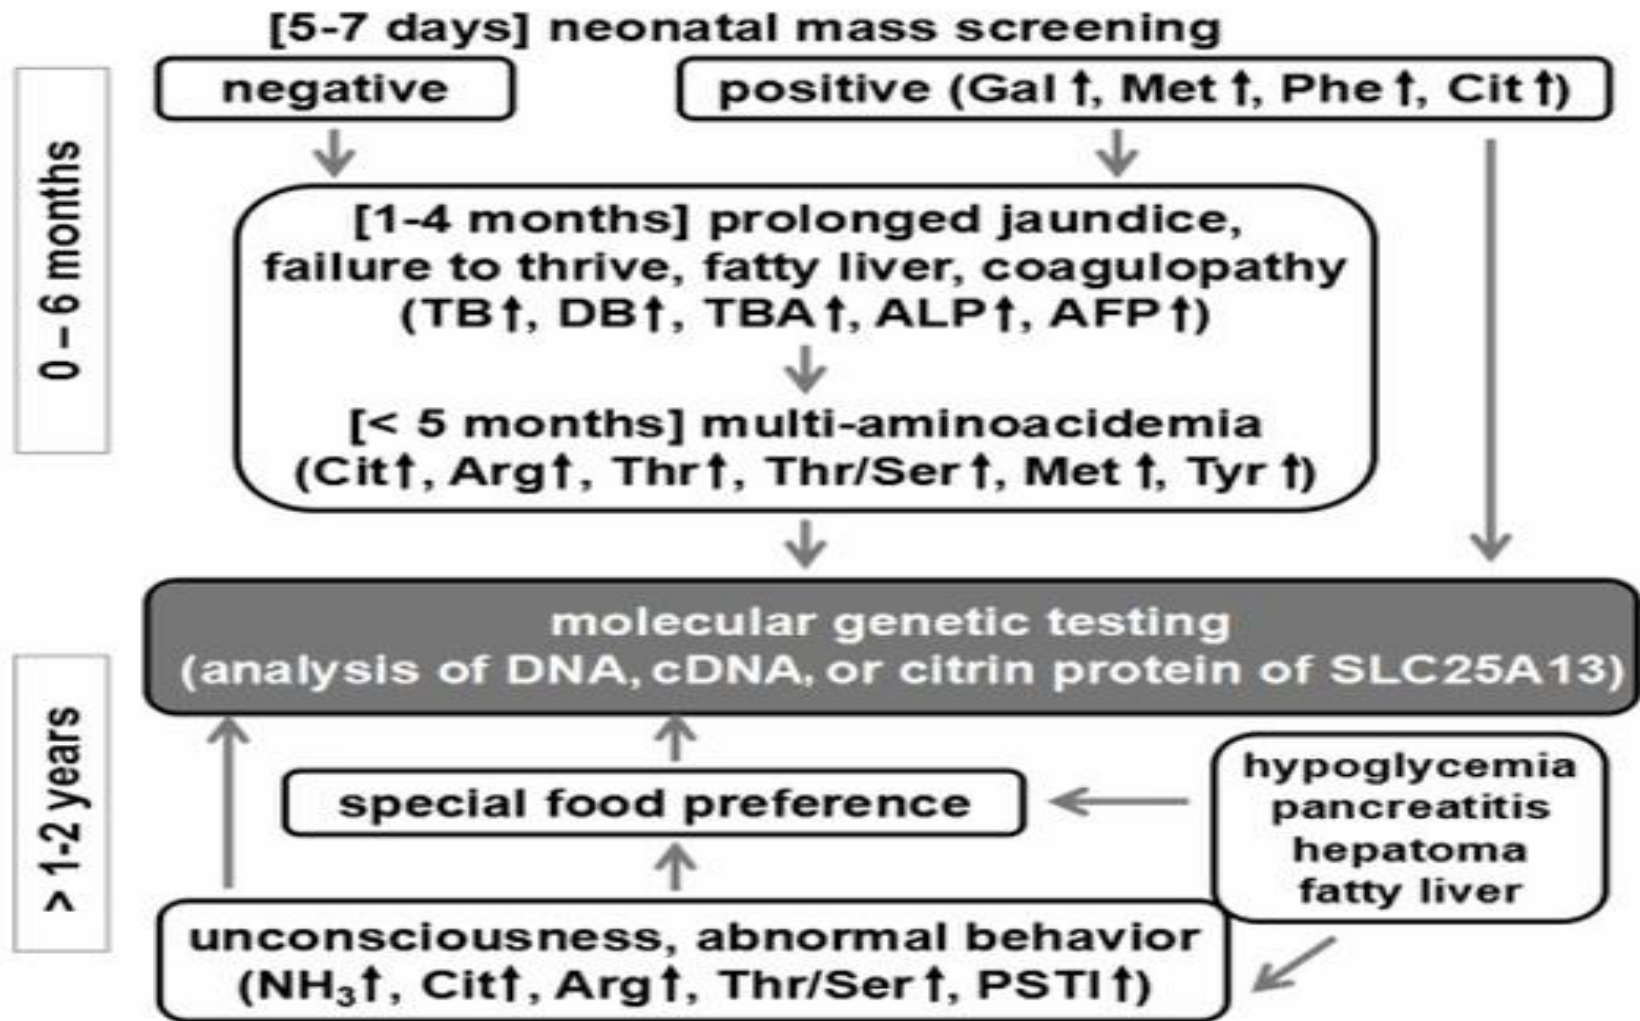 [5-7 days] neonatal mass screening
negative
positive (Gal↑, Met↑, Phe↑, Cit↑)
0 – 6 months
[1-4 months] prolonged jaundice,
failure to thrive, fatty liver, coagulopathy
(TB↑, DB↑, TBA↑, ALP↑, AFP↑)
[< 5 months] multi-aminoacidemia
(Cit↑, Arg↑, Thr↑, Thr/Ser↑, Met↑, Tyr↑)
molecular genetic testing
(analysis of DNA, cDNA, or citrin protein of SLC25A13)
> 1-2 years
special food preference
hypoglycemia
pancreatitis
hepatoma
fatty liver
unconsciousness, abnormal behavior
(NH₃↑, Cit↑, Arg↑, Thr/Ser↑, PSTI↑)